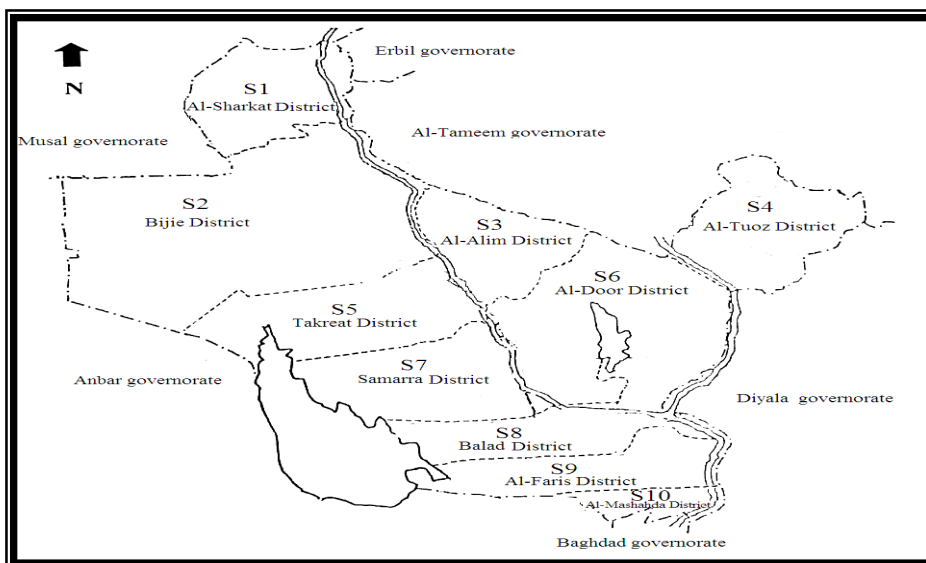 Erbil governorate
N
S1
Al-Sharkat District
Al-Tameem governorate
Musal governorate
S2
Bijie District
S3
Al-Alim District
S4
Al-Tuoz District
S6
Al-Door District
S5
Takreat District
S7
Samarra District
Anbar governorate
Diyala governorate
S8
Balad District
S9
Al-Faris District
S10
Al-Mashahda District
Baghdad governorate